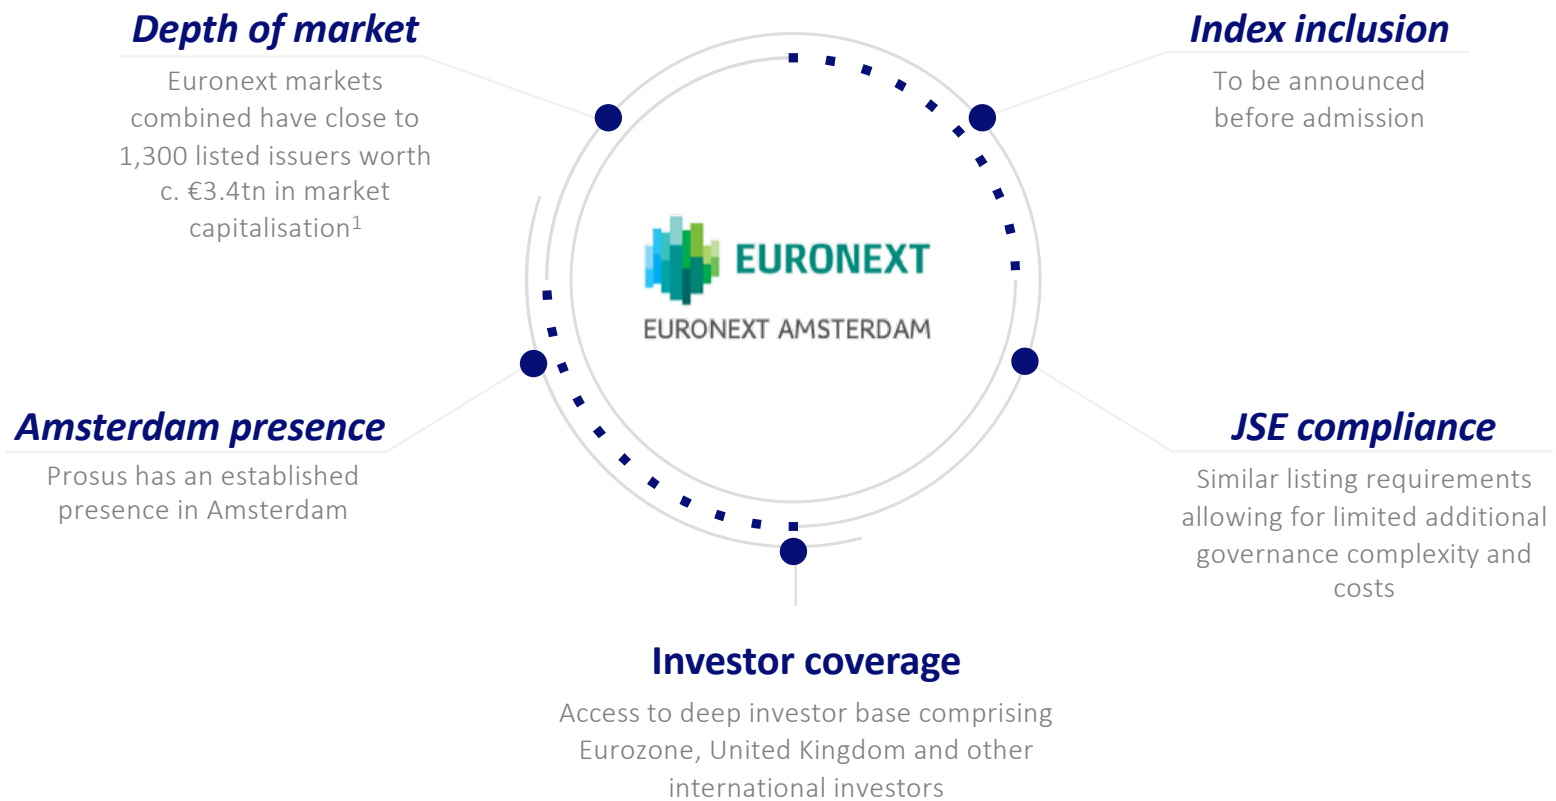 Depth of market
Euronext markets
combined have close to
1,300 listed issuers worth
c. €3.4tn in market
capitalisation1
Index inclusion
To be announced
before admission
EURONEXT
EURONEXT AMSTERDAM
Amsterdam presence
Prosus has an established
presence in Amsterdam
JSE compliance
Similar listing requirements
allowing for limited additional
governance complexity and
costs
Investor coverage
Access to deep investor base comprising
Eurozone, United Kingdom and other
international investors